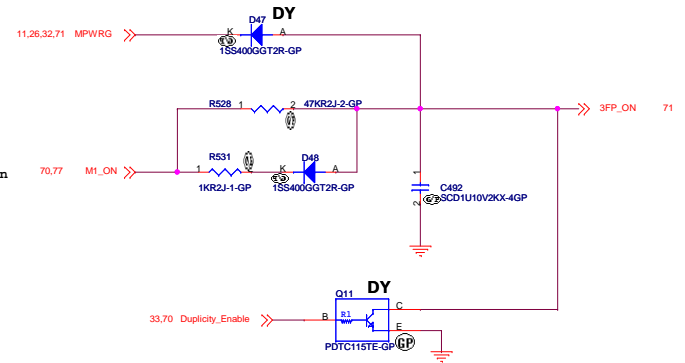 DY
D47
11,26,32,71 MPWRG
K A
1SS400GGT2R-GP
R528 1 2 47KR2J-2-GP
3FP_ON 71
R531
D48
n 70,77 M1_ON
1 K A
1KR2J-1-GP 1SS400GGT2R-GP
1
C492
2 SCD1U10V2KX-4GP
DY
Q11
C
33,70 Duplicity_Enable
B R1
E
PDTC115TE-GP GP